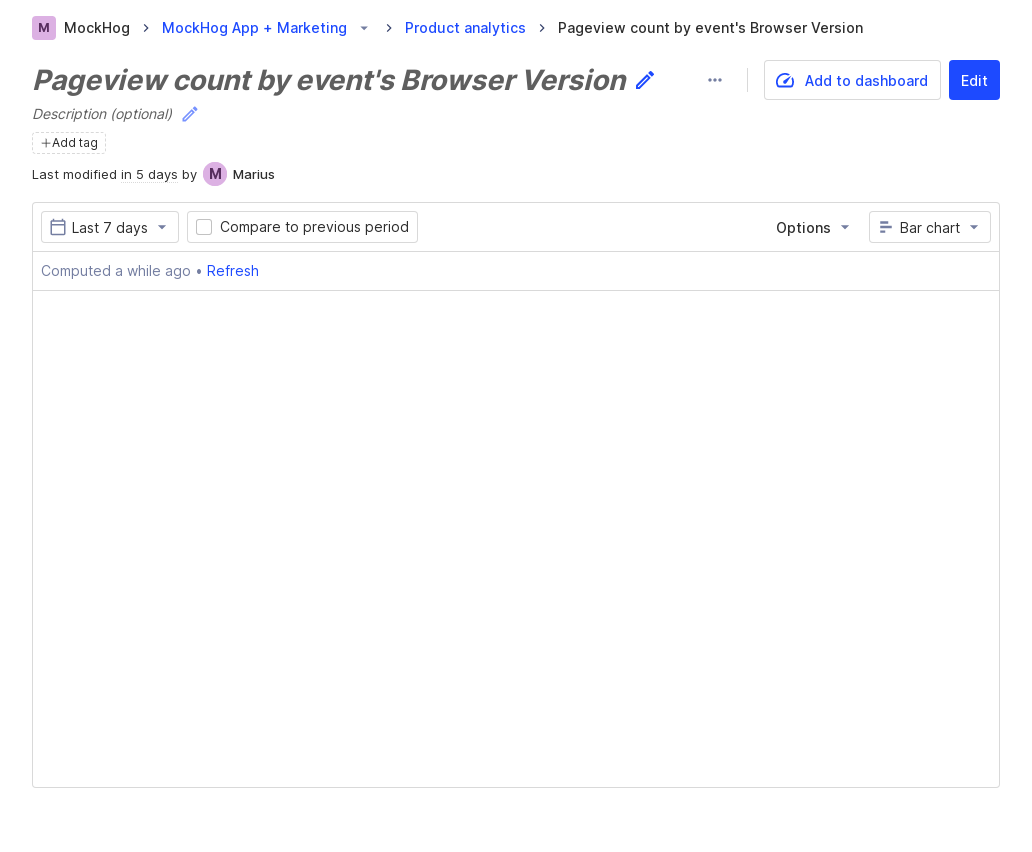 M MockHog MockHog App + Marketing Product analytics Pageview count by event's Browser Version
Pageview count by event's Browser Version
Add to dashboard
Edit
Description (optional)
+Add tag
Last modified in 5 days by M Marius
Last 7 days Compare to previous period Options Bar chart
Computed a while ago • Refresh